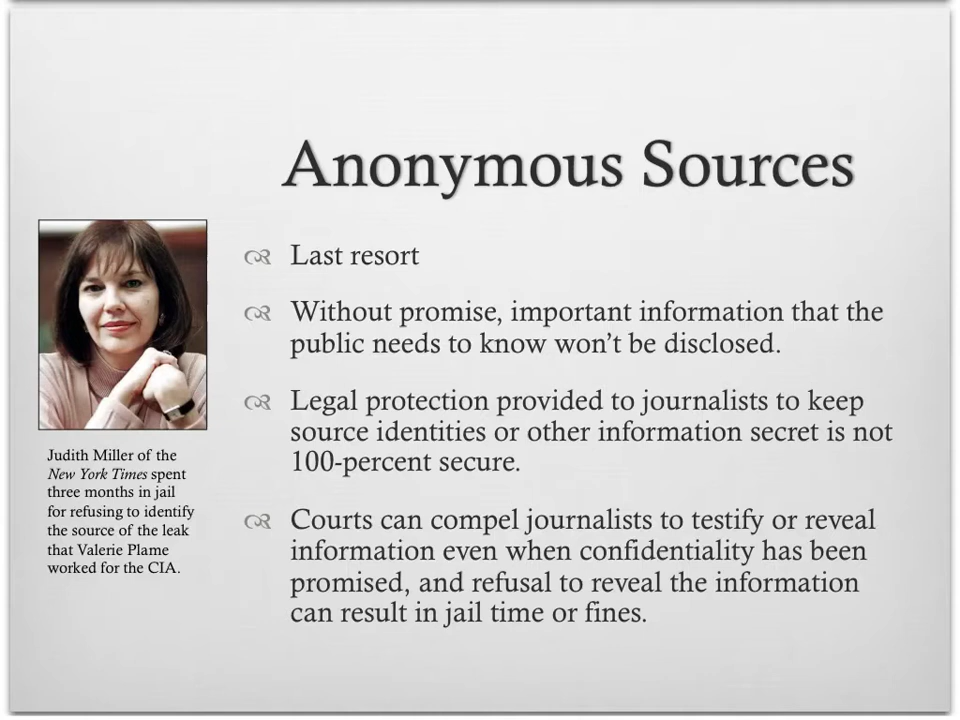 Anonymous Sources
Last resort
Without promise, important information that the
public needs to know won’t be disclosed.
Legal protection provided to journalists to keep
source identities or other information secret is not
100-percent secure.
Courts can compel journalists to testify or reveal
information even when confidentiality has been
promised, and refusal to reveal the information
can result in jail time or fines.
Judith Miller of the
New York Times spent
three months in jail
for refusing to identify
the source of the leak
that Valerie Plame
worked for the CIA.